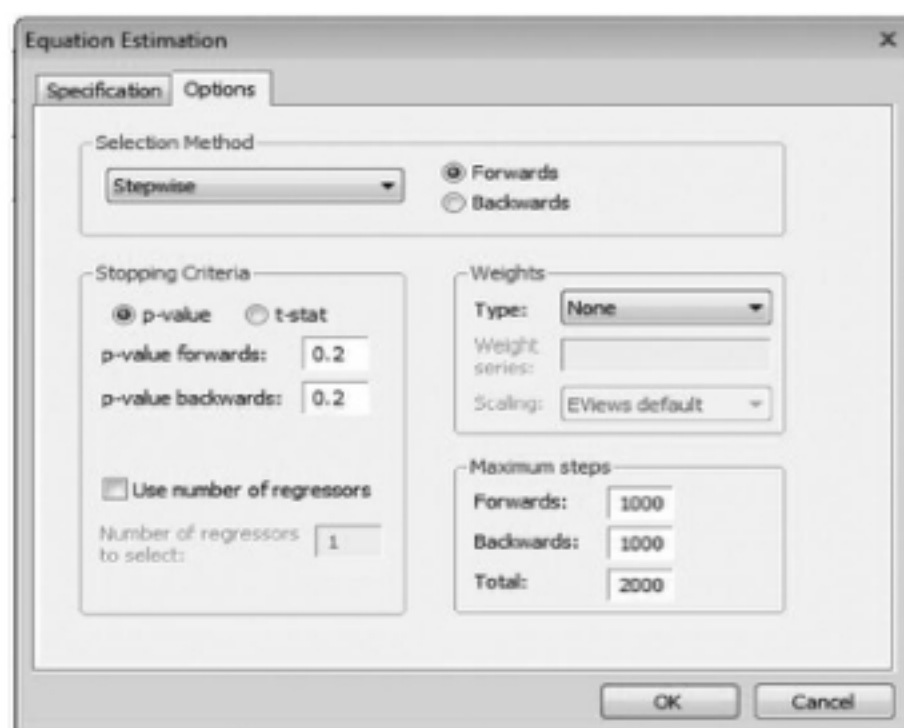 Equation Estimation
Specification Options
Selection Method
Stepwise
Forwards
Backwards
Stopping Criteria
p-value t-stat
p-value forwards: 0.2
p-value backwards: 0.2
Use number of regressors
Number of regressors
to select: 1
Weights
Type: None
Weight
series:
Scaling: EViews default
Maximum steps
Forwards: 1000
Backwards: 1000
Total: 2000
OK Cancel